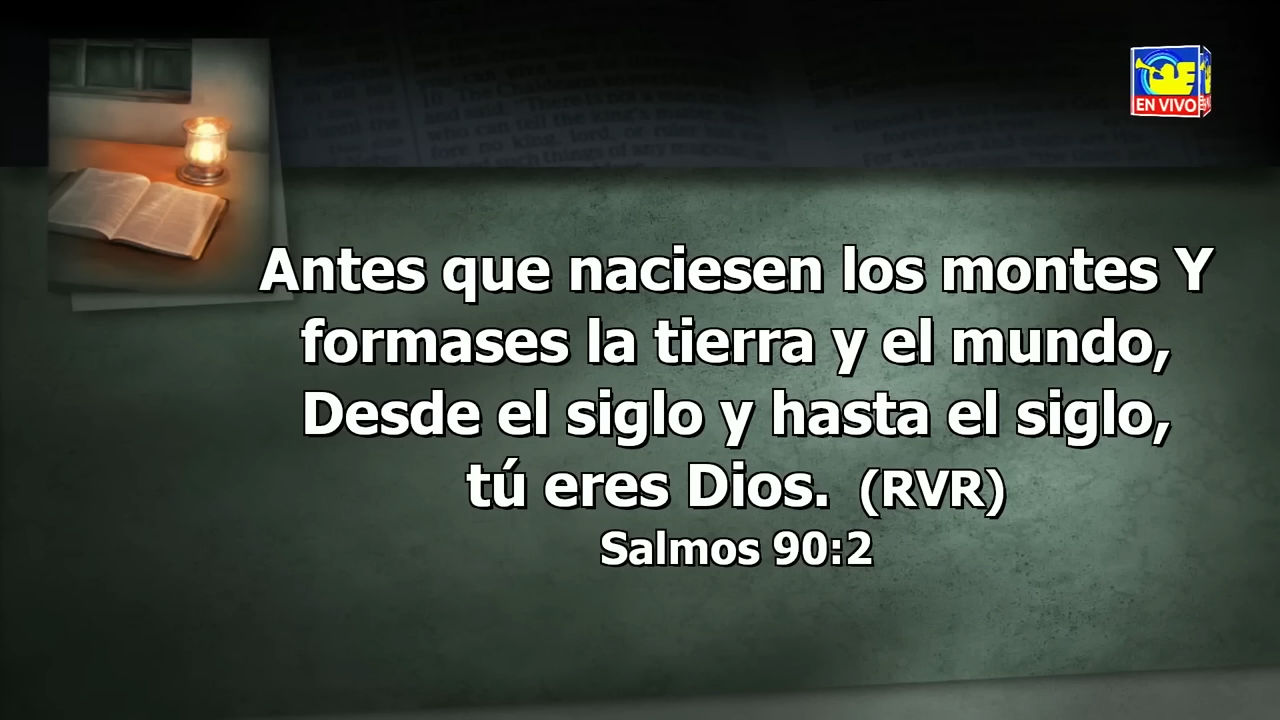 EN VIVO
Antes que naciesen los montes Y
formases la tierra y el mundo,
Desde el siglo y hasta el siglo,
tú eres Dios. (RVR)
Salmos 90:2